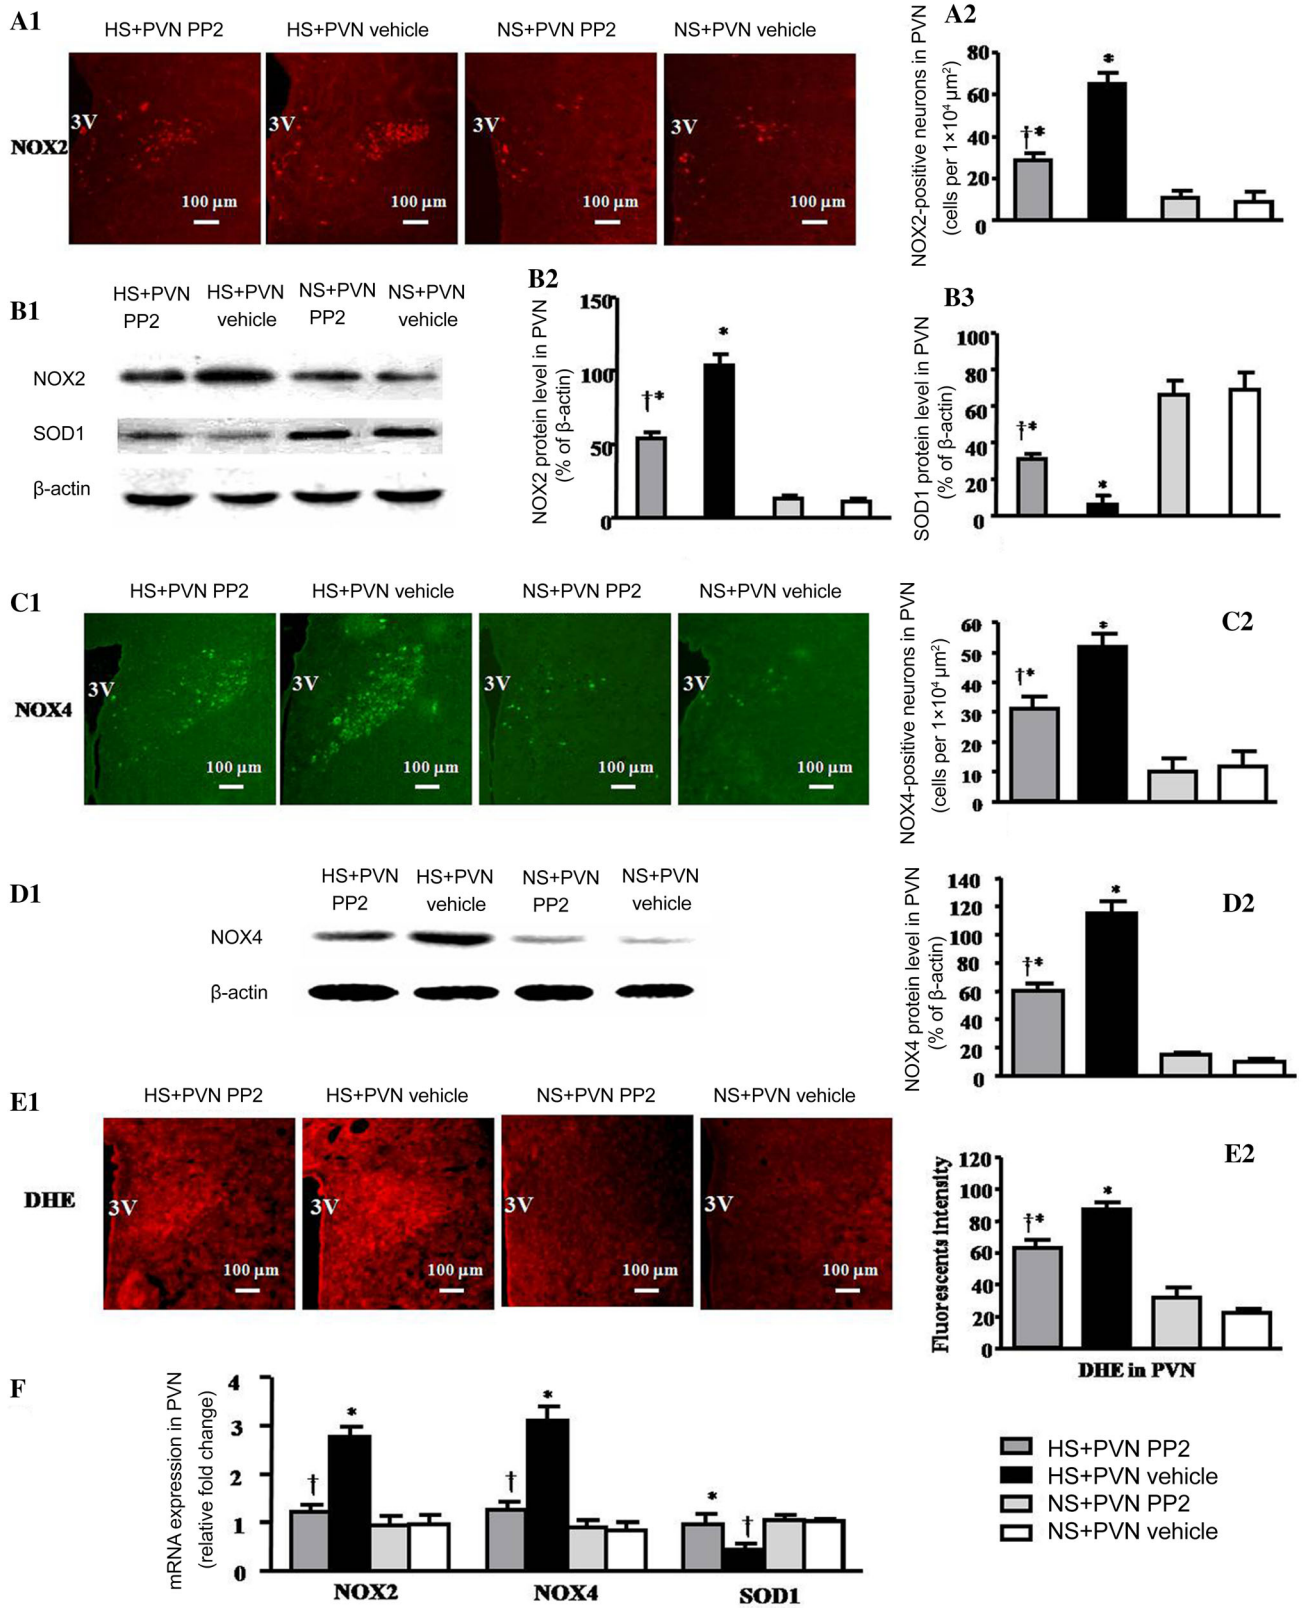 A1
HS+PVN PP2
HS+PVN vehicle
NS+PVN PP2
NS+PVN vehicle
NOX2
3V
100 µm
3V
100 µm
3V
100 µm
3V
100 µm
A2
NOX2-positive neurons in PVN
(cells per 1×10⁴ µm²)
80
60
40
20
0
†*
*
B1
HS+PVN
PP2
HS+PVN
vehicle
NS+PVN
PP2
NS+PVN
vehicle
NOX2
SOD1
β-actin
B2
NOX2 protein level in PVN
(% of β-actin)
150
100
50
0
†*
*
B3
SOD1 protein level in PVN
(% of β-actin)
100
80
60
40
20
0
†*
*
C1
HS+PVN PP2
HS+PVN vehicle
NS+PVN PP2
NS+PVN vehicle
NOX4
3V
100 µm
3V
100 µm
3V
100 µm
3V
100 µm
C2
NOX4-positive neurons in PVN
(cells per 1×10⁴ µm²)
60
50
40
30
20
10
0
†*
*
D1
HS+PVN
PP2
HS+PVN
vehicle
NS+PVN
PP2
NS+PVN
vehicle
NOX4
β-actin
D2
NOX4 protein level in PVN
(% of β-actin)
140
120
100
80
60
40
20
0
†*
*
E1
HS+PVN PP2
HS+PVN vehicle
NS+PVN PP2
NS+PVN vehicle
DHE
3V
100 µm
3V
100 µm
3V
100 µm
3V
100 µm
E2
Fluorescents intensity
120
100
80
60
40
20
0
†*
*
DHE in PVN
F
mRNA expression in PVN
(relative fold change)
4
3
2
1
0
†
*
†
*
*
†
NOX2
NOX4
SOD1
HS+PVN PP2
HS+PVN vehicle
NS+PVN PP2
NS+PVN vehicle